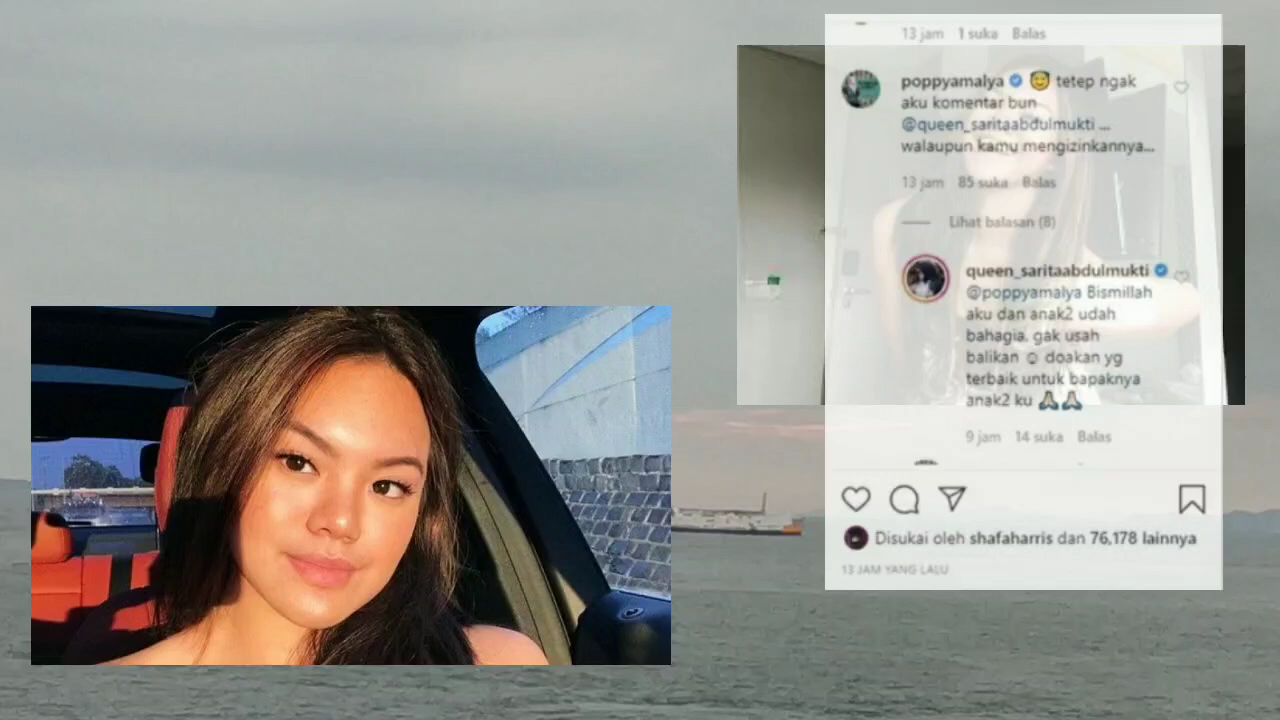 13 jam 1 suka Balas
poppyamalya 😇 tetep ngak
aku komentar bun
@queen_saritaabdulmukti ...
walaupun kamu mengizinkannya...
13 jam 85 suka Balas
Lihat balasan (8)
queen_saritaabdulmukti
@poppyamalya Bismillah
aku dan anak2 udah
bahagia. gak usah
balikan ☺ doakan yg
terbaik untuk bapaknya
anak2 ku 🙏🙏
9 jam 14 suka Balas
Disukai oleh shafaharris dan 76,178 lainnya
13 JAM YANG LALU